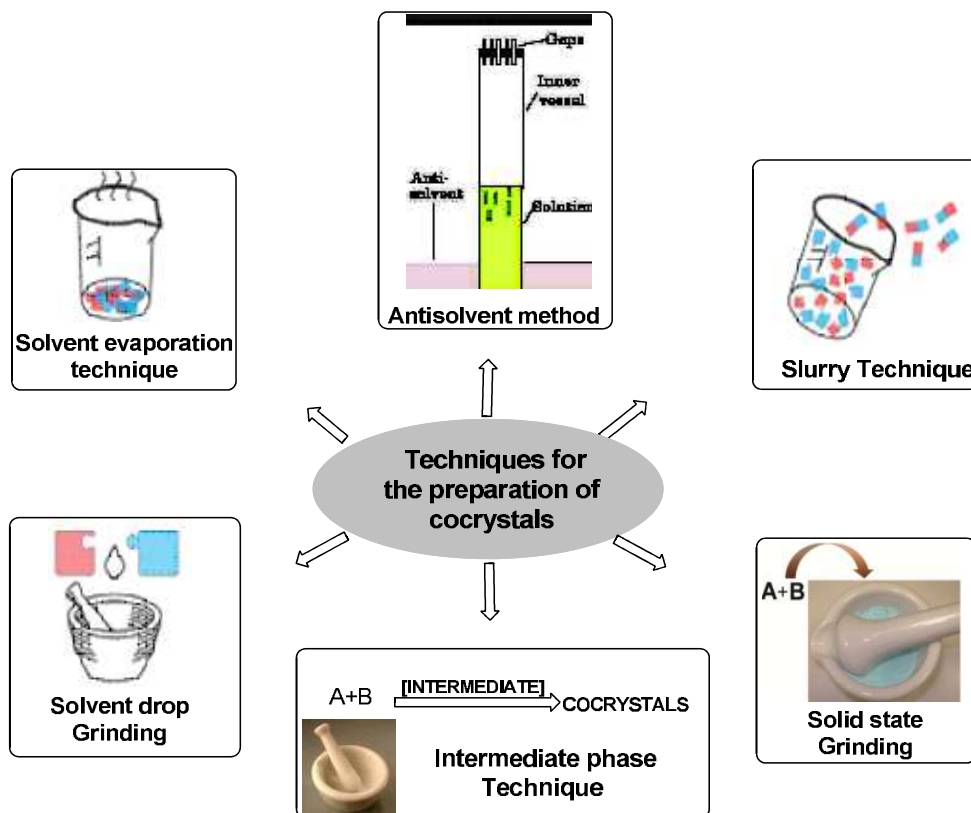 Gaps
Inner
vessel
Anti-
solvent
Solution
Antisolvent method
Solvent evaporation
technique
Slurry Technique
Techniques for
the preparation of
cocrystals
Solvent drop
Grinding
A+B
[INTERMEDIATE]
COCRYSTALS
Intermediate phase
Technique
A+B
Solid state
Grinding